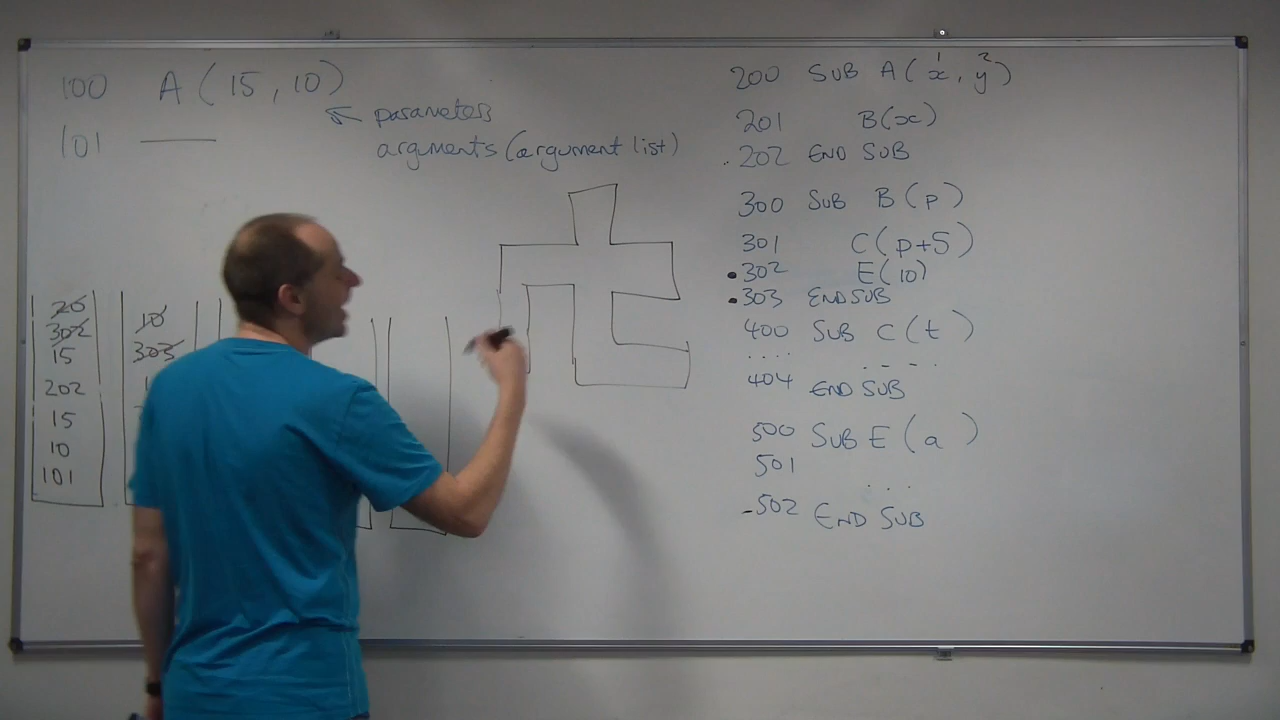 100 A ( 15 , 10 )
parameters
101
arguments (argument list)
20
302
15
202
15
10
101
10
303
200 SUB A ( x , y )
1 2
201 B(x)
202 END SUB
300 SUB B ( p )
301 C ( p + 5 )
302 E ( 10 )
303 END SUB
400 SUB C ( t )
.... . - - .
404 END SUB
500 SUB E ( a )
501
. . .
502 END SUB